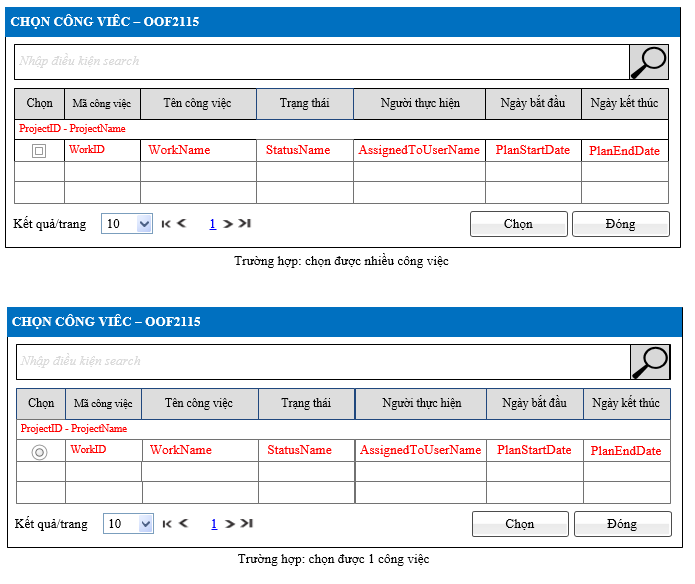 CHỌN CÔNG VIÊC – OOF2115
Nhập điều kiện search
Chọn Mã công việc Tên công việc Trạng thái Người thực hiện Ngày bắt đầu Ngày kết thúc
ProjectID - ProjectName
WorkID WorkName StatusName AssignedToUserName PlanStartDate PlanEndDate
Kết quả/trang 10 1 Chọn Đóng
Trường hợp: chọn được nhiều công việc
CHỌN CÔNG VIÊC – OOF2115
Nhập điều kiện search
Chọn Mã công việc Tên công việc Trạng thái Người thực hiện Ngày bắt đầu Ngày kết thúc
ProjectID - ProjectName
WorkID WorkName StatusName AssignedToUserName PlanStartDate PlanEndDate
Kết quả/trang 10 1 Chọn Đóng
Trường hợp: chọn được 1 công việc